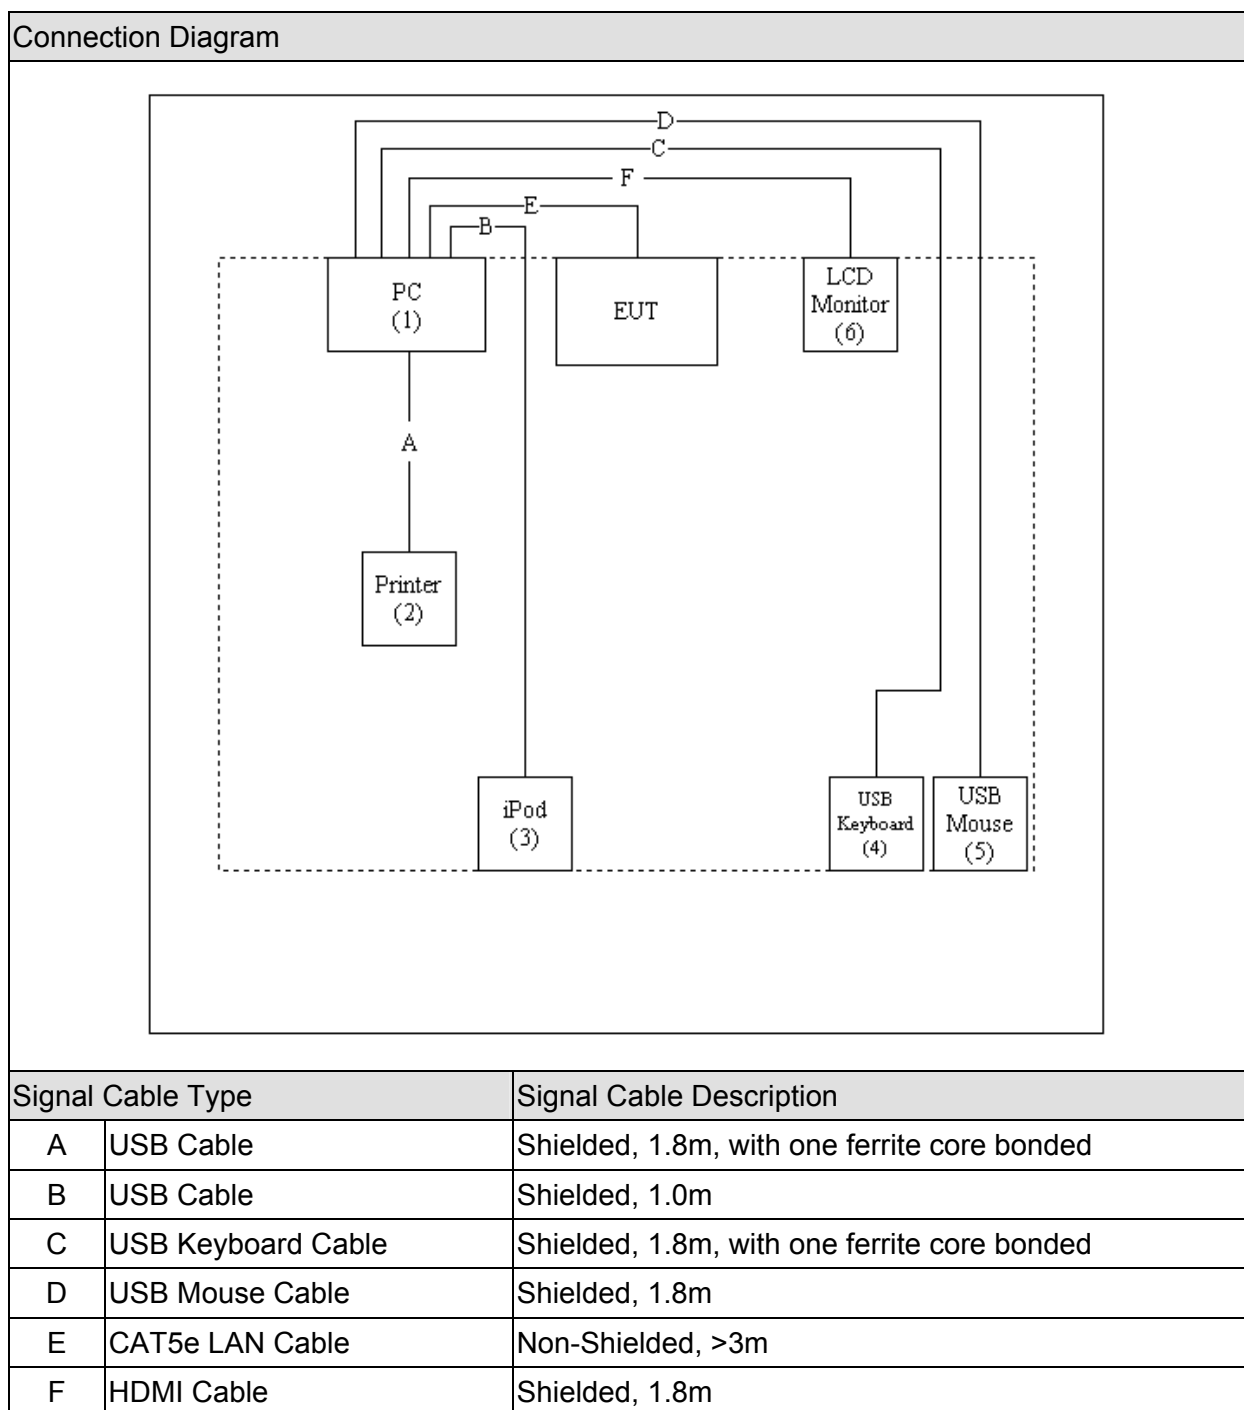 Connection Diagram
D
C
F
E
B
PC
(1)
EUT
LCD
Monitor
(6)
A
Printer
(2)
iPod
(3)
USB
Keyboard
(4)
USB
Mouse
(5)
Signal Cable Type Signal Cable Description
A USB Cable Shielded, 1.8m, with one ferrite core bonded
B USB Cable Shielded, 1.0m
C USB Keyboard Cable Shielded, 1.8m, with one ferrite core bonded
D USB Mouse Cable Shielded, 1.8m
E CAT5e LAN Cable Non-Shielded, >3m
F HDMI Cable Shielded, 1.8m